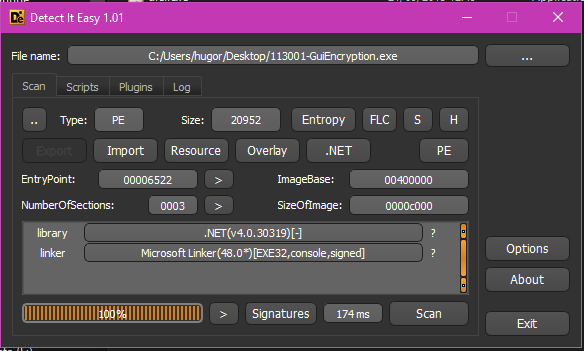 Detect It Easy 1.01
File name: C:/Users/hugor/Desktop/113001-GuiEncryption.exe ...
Scan Scripts Plugins Log
.. Type: PE Size: 20952 Entropy FLC S H
Export Import Resource Overlay .NET PE
EntryPoint: 00006522 > ImageBase: 00400000
NumberOfSections: 0003 > SizeOfImage: 0000c000
library .NET(v4.0.30319)[-] ?
linker Microsoft Linker(48.0*)[EXE32,console,signed] ?
Options
About
100% > Signatures 174 ms Scan
Exit